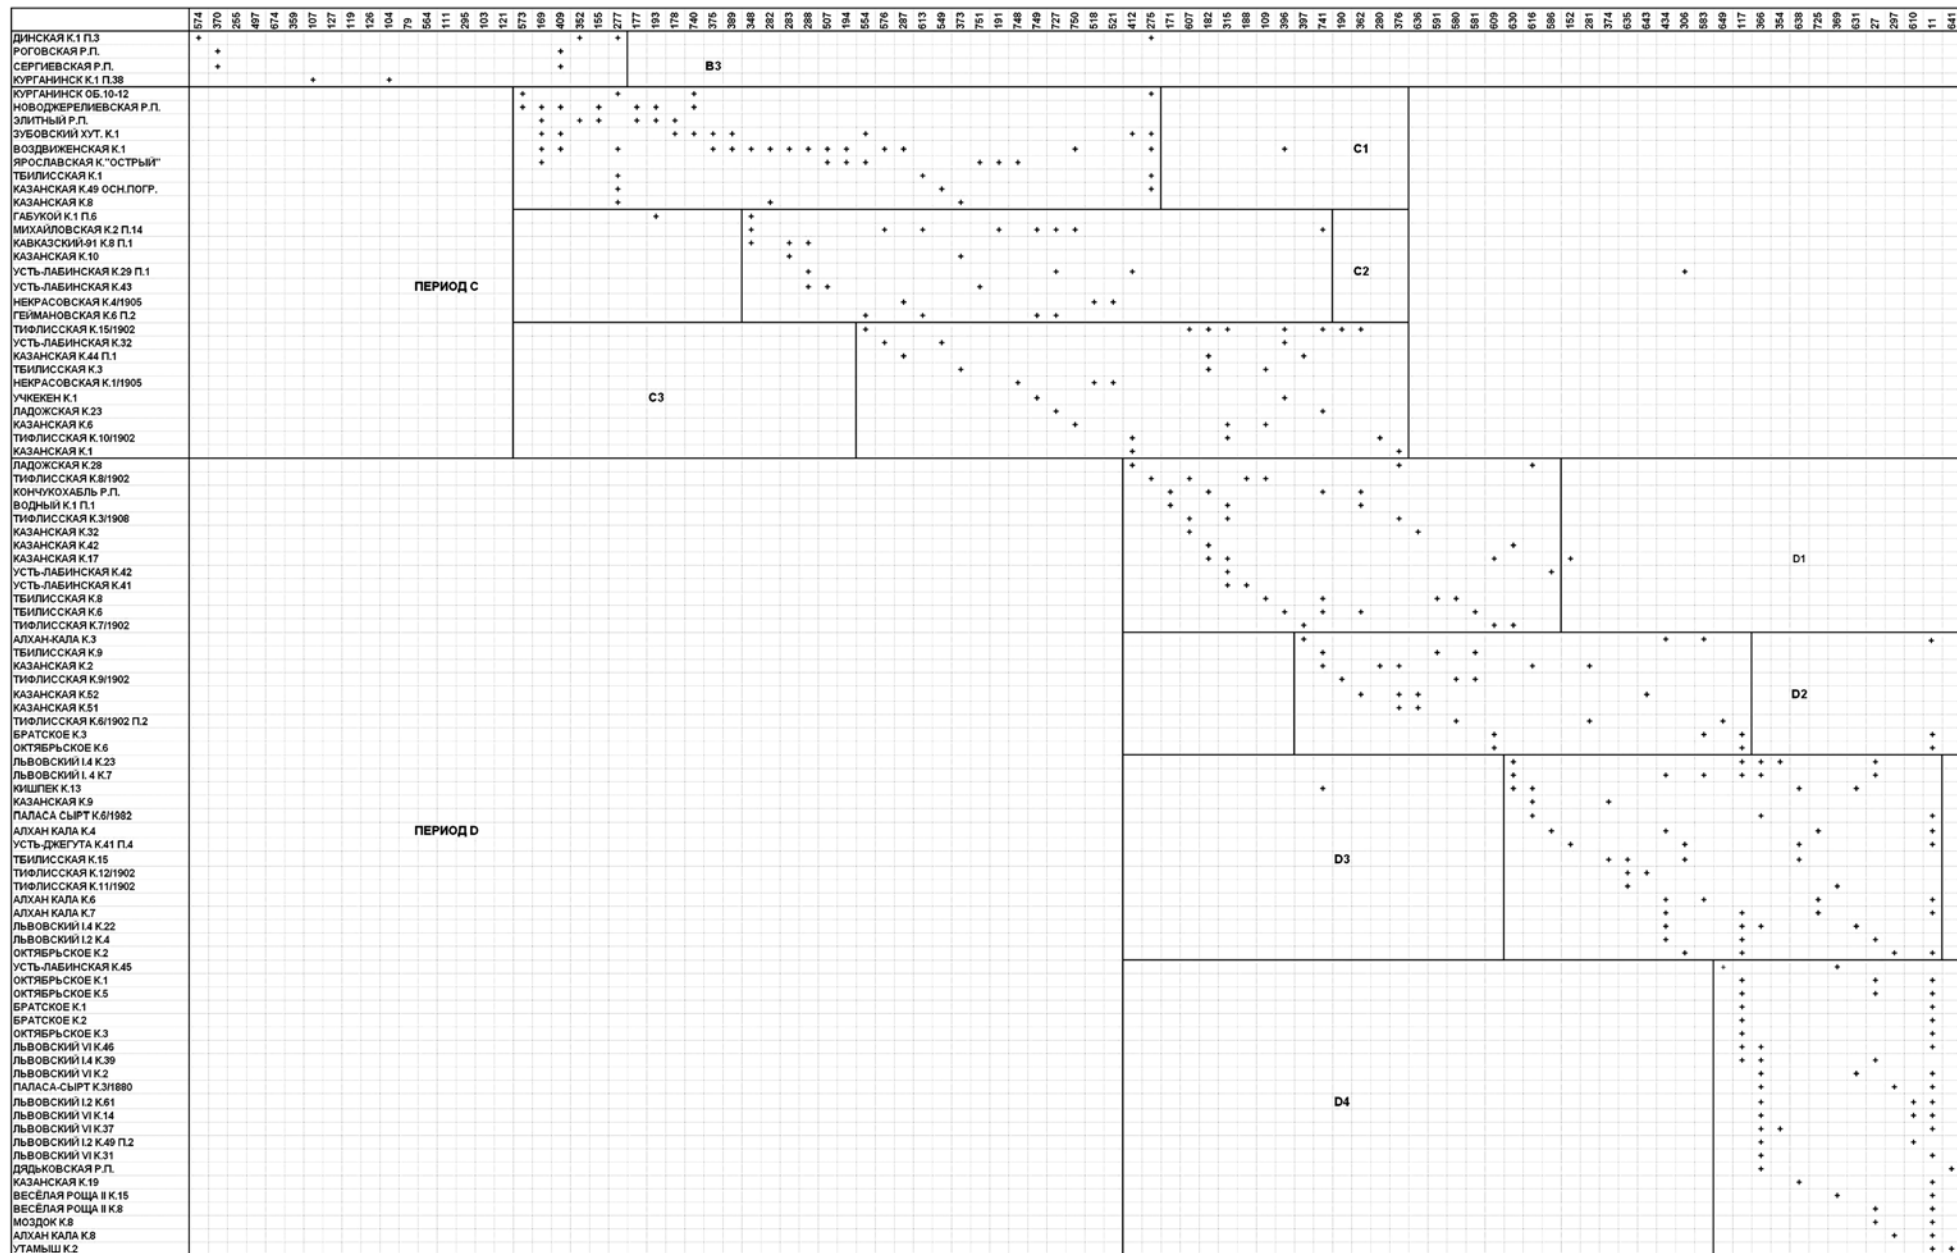 574 370 265 497 674 359 107 127 119 126 104 79 564 111 295 103 121 573 169 409 352 155 277 177 193 178 740 375 389 348 282 283 288 507 194 554 576 287 613 549 373 751 191 748 749 727 750 518 521 412 275 171 607 182 315 188 109 396 397 741 190 362 280 376 636 591 580 581 609 630 616 586 152 281 374 635 643 434 306 583 649 117 366 354 638 725 369 631 27 297 610 11 641
ДИНСКАЯ К.1 П.3
РОГОВСКАЯ Р.П.
СЕРГИЕВСКАЯ Р.П. B3
КУРГАНИНСК К.1 П.38
КУРГАНИНСК ОБ.10-12
НОВОДЖЕРЕЛИЕВСКАЯ Р.П.
ЭЛИТНЫЙ Р.П.
ЗУБОВСКИЙ ХУТ. К.1
ВОЗДВИЖЕНСКАЯ К.1 C1
ЯРОСЛАВСКАЯ К."ОСТРЫЙ"
ТБИЛИССКАЯ К.1
КАЗАНСКАЯ К.49 ОСН.ПОГР.
КАЗАНСКАЯ К.8
ГАБУКОЙ К.1 П.6
МИХАЙЛОВСКАЯ К.2 П.14
КАВКАЗСКИЙ-91 К.8 П.1
КАЗАНСКАЯ К.10
УСТЬ-ЛАБИНСКАЯ К.29 П.1 C2
УСТЬ-ЛАБИНСКАЯ К.43 ПЕРИОД C
НЕКРАСОВСКАЯ К.4/1905
ГЕЙМАНОВСКАЯ К.6 П.2
ТИФЛИССКАЯ К.15/1902
УСТЬ-ЛАБИНСКАЯ К.32
КАЗАНСКАЯ К.44 П.1
ТБИЛИССКАЯ К.3
НЕКРАСОВСКАЯ К.1/1905
УЧКЕКЕН К.1 C3
ЛАДОЖСКАЯ К.23
КАЗАНСКАЯ К.6
ТИФЛИССКАЯ К.10/1902
КАЗАНСКАЯ К.1
ЛАДОЖСКАЯ К.28
ТИФЛИССКАЯ К.8/1902
КОНЧУКОХАБЛЬ Р.П.
ВОДНЫЙ К.1 П.1
ТИФЛИССКАЯ К.3/1908
КАЗАНСКАЯ К.32
КАЗАНСКАЯ К.42
КАЗАНСКАЯ К.17 D1
УСТЬ-ЛАБИНСКАЯ К.42
УСТЬ-ЛАБИНСКАЯ К.41
ТБИЛИССКАЯ К.8
ТБИЛИССКАЯ К.6
ТИФЛИССКАЯ К.7/1902
АЛХАН-КАЛА К.3
ТБИЛИССКАЯ К.9
КАЗАНСКАЯ К.2
ТИФЛИССКАЯ К.9/1902
КАЗАНСКАЯ К.52 D2
КАЗАНСКАЯ К.51
ТИФЛИССКАЯ К.6/1902 П.2
БРАТСКОЕ К.3
ОКТЯБРЬСКОЕ К.6
ЛЬВОВСКИЙ I.4 К.23
ЛЬВОВСКИЙ I. 4 К.7
КИШПЕК К.13
КАЗАНСКАЯ К.9
ПАЛАСА СЫРТ К.6/1982
АЛХАН КАЛА К.4 ПЕРИОД D
УСТЬ-ДЖЕГУТА К.41 П.4
ТБИЛИССКАЯ К.15 D3
ТИФЛИССКАЯ К.12/1902
ТИФЛИССКАЯ К.11/1902
АЛХАН КАЛА К.6
АЛХАН КАЛА К.7
ЛЬВОВСКИЙ I.4 К.22
ЛЬВОВСКИЙ I.2 К.4
ОКТЯБРЬСКОЕ К.2
УСТЬ-ЛАБИНСКАЯ К.45
ОКТЯБРЬСКОЕ К.1
ОКТЯБРЬСКОЕ К.5
БРАТСКОЕ К.1
БРАТСКОЕ К.2
ОКТЯБРЬСКОЕ К.3
ЛЬВОВСКИЙ VI К.46
ЛЬВОВСКИЙ I.4 К.39
ЛЬВОВСКИЙ VI К.2
ПАЛАСА-СЫРТ К.3/1880
ЛЬВОВСКИЙ I.2 К.61 D4
ЛЬВОВСКИЙ VI К.14
ЛЬВОВСКИЙ VI К.37
ЛЬВОВСКИЙ I.2 К.49 П.2
ЛЬВОВСКИЙ VI К.31
ДЯДЬКОВСКАЯ Р.П.
КАЗАНСКАЯ К.19
ВЕСЁЛАЯ РОЩА II К.15
ВЕСЁЛАЯ РОЩА II К.8
МОЗДОК К.8
АЛХАН КАЛА К.8
УТАМЫШ К.2